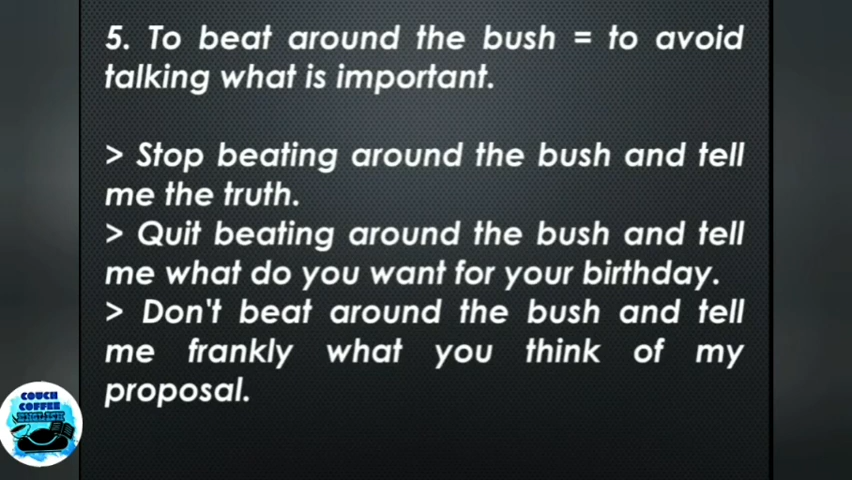 5. To beat around the bush = to avoid
talking what is important.
> Stop beating around the bush and tell
me the truth.
> Quit beating around the bush and tell
me what do you want for your birthday.
> Don't beat around the bush and tell
me frankly what you think of my
proposal.
COUCH
COFFEE